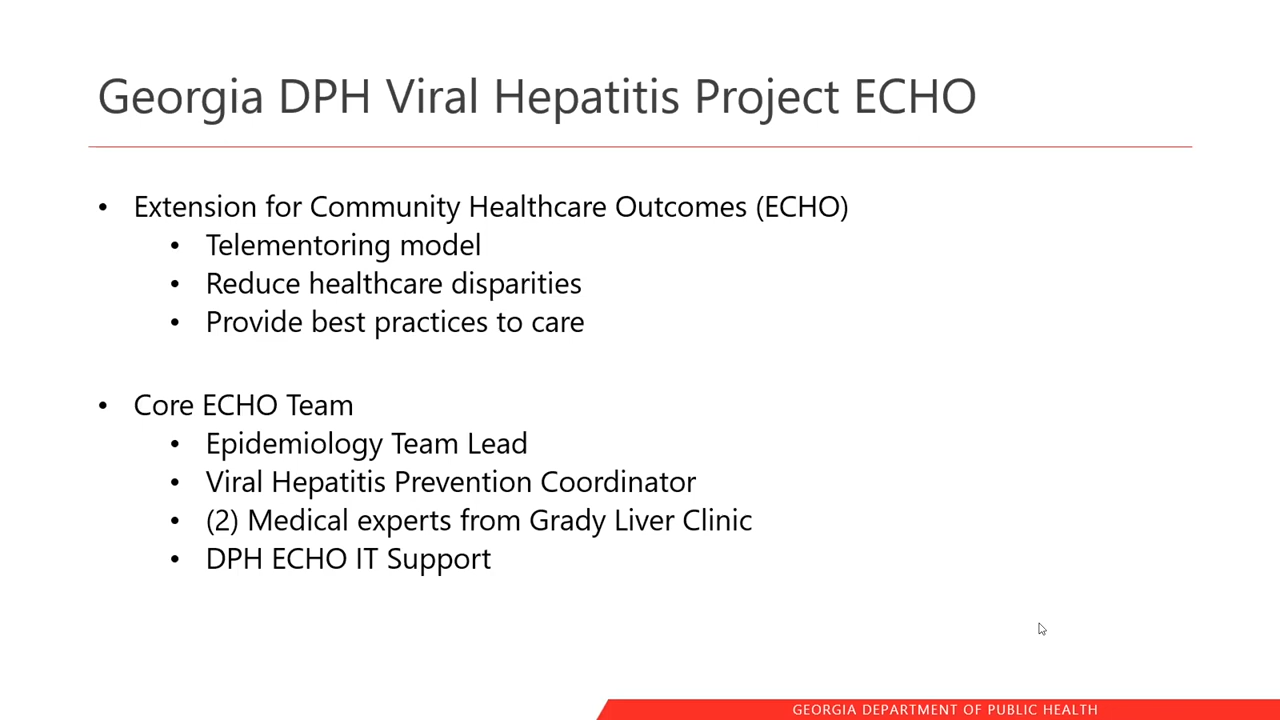 Georgia DPH Viral Hepatitis Project ECHO
• Extension for Community Healthcare Outcomes (ECHO)
• Telementoring model
• Reduce healthcare disparities
• Provide best practices to care
• Core ECHO Team
• Epidemiology Team Lead
• Viral Hepatitis Prevention Coordinator
• (2) Medical experts from Grady Liver Clinic
• DPH ECHO IT Support
GEORGIA DEPARTMENT OF PUBLIC HEALTH